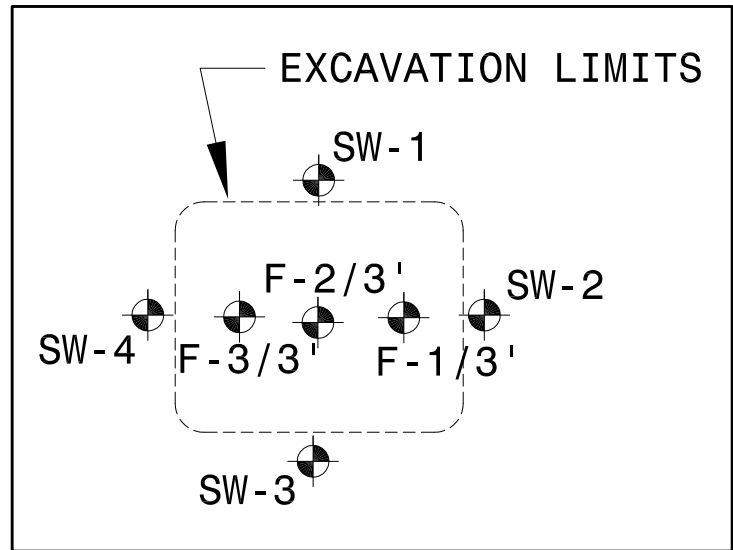 EXCAVATION LIMITS
SW-1
F-2/3'
SW-2
SW-4
F-3/3'
F-1/3'
SW-3